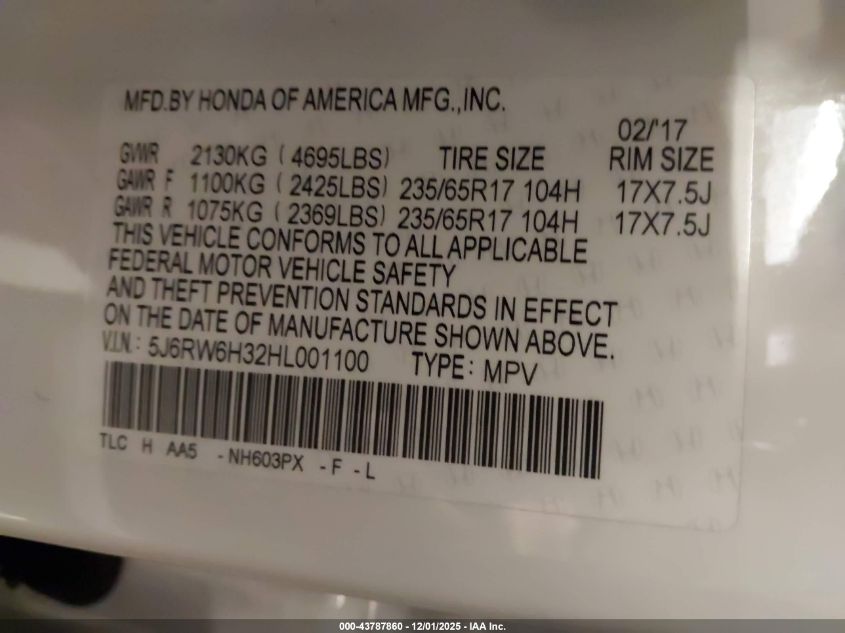 MFD.BY HONDA OF AMERICA MFG.,INC.
02/'17
GVWR 2130KG (4695LBS) TIRE SIZE RIM SIZE
GAWR F 1100KG (2425LBS) 235/65R17 104H 17X7.5J
GAWR R 1075KG (2369LBS) 235/65R17 104H 17X7.5J
THIS VEHICLE CONFORMS TO ALL APPLICABLE
FEDERAL MOTOR VEHICLE SAFETY
AND THEFT PREVENTION STANDARDS IN EFFECT
ON THE DATE OF MANUFACTURE SHOWN ABOVE.
V.I.N.: 5J6RW6H32HL001100 TYPE: MPV
TLC H AA5 -NH603PX -F -L
000-43787860 - 12/01/2025 - IAA Inc.